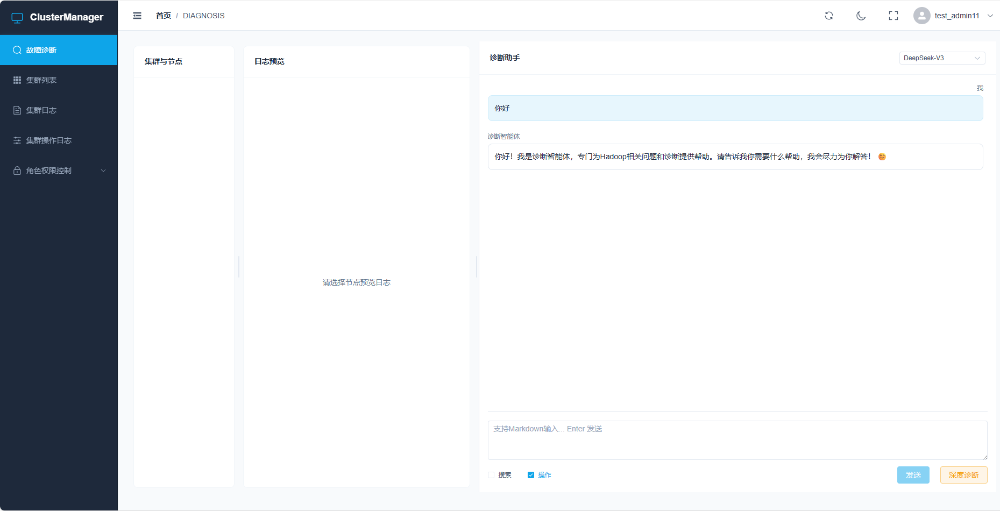 ClusterManager
故障诊断
集群列表
集群日志
集群操作日志
角色权限控制
首页 / DIAGNOSIS
test_admin11
集群与节点
日志预览
请选择节点预览日志
诊断助手
DeepSeek-V3
我
你好
诊断智能体
你好！我是诊断智能体，专门为Hadoop相关问题和诊断提供帮助。请告诉我你需要什么帮助，我会尽力为你解答！ 😊
支持Markdown输入... Enter 发送
搜索
操作
发送
深度诊断